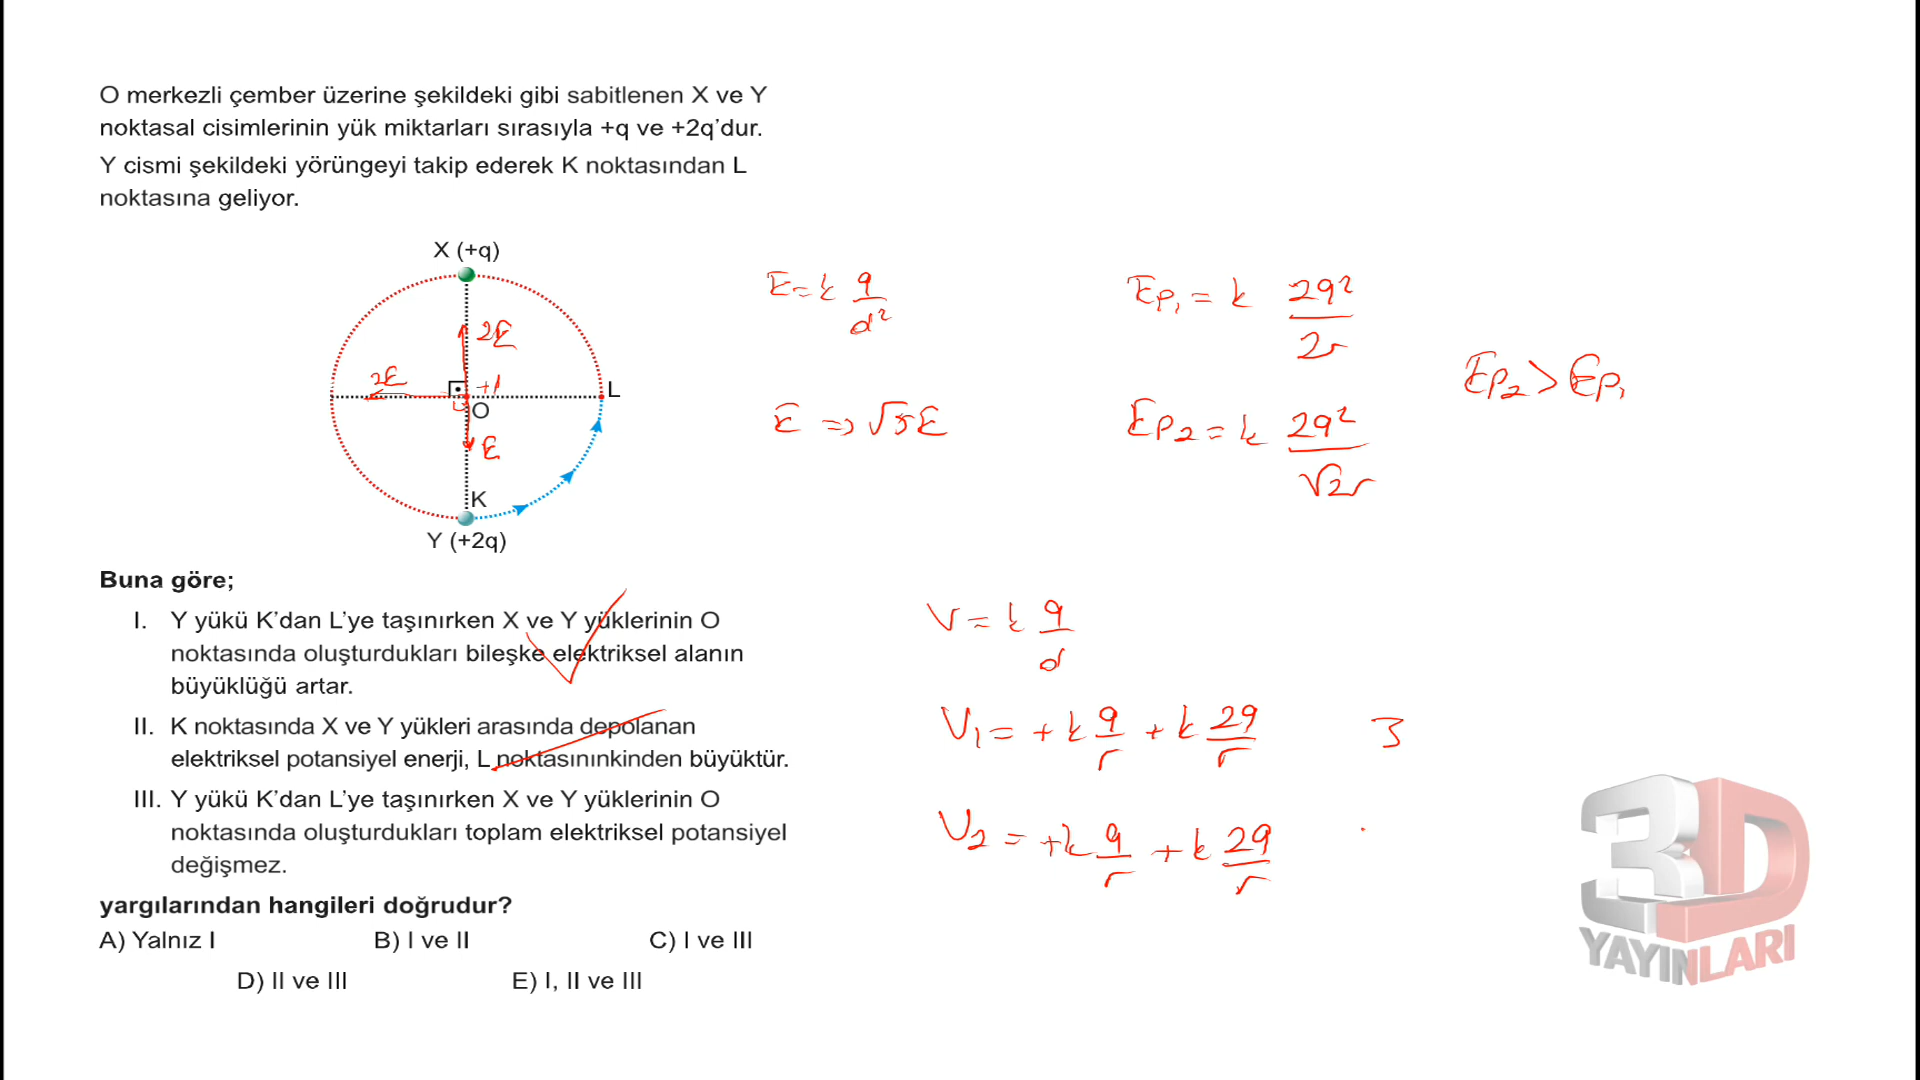 O merkezli çember üzerine şekildeki gibi sabitlenen X ve Y
noktasal cisimlerinin yük miktarları sırasıyla +q ve +2q'dur.
Y cismi şekildeki yörüngeyi takip ederek K noktasından L
noktasına geliyor.
X (+q)
2E
2E
+1
L
O
E
K
Y (+2q)
E = k q/d²
E => √5E
Ep₁ = k 2q²/2r
Ep₂ = k 2q²/√2r
Ep₂ > Ep₁
Buna göre;
I. Y yükü K'dan L'ye taşınırken X ve Y yüklerinin O
noktasında oluşturdukları bileşke elektriksel alanın
büyüklüğü artar.
II. K noktasında X ve Y yükleri arasında depolanan
elektriksel potansiyel enerji, L noktasınınkinden büyüktür.
III. Y yükü K'dan L'ye taşınırken X ve Y yüklerinin O
noktasında oluşturdukları toplam elektriksel potansiyel
değişmez.
yargılarından hangileri doğrudur?
A) Yalnız I B) I ve II C) I ve III
D) II ve III E) I, II ve III
V = k q/d
V₁ = +k q/r + k 2q/r 3
V₂ = +k q/r + k 2q/r
3D
YAYINLARI